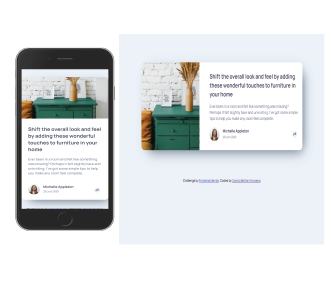 Shift the overall look and feel
by adding these wonderful
touches to furniture in your
home
Ever been in a room and felt like something
was missing? Perhaps it felt slightly bare and
uninviting. I've got some simple tips to help
you make any room feel complete.
Michelle Appleton
28 Jun 2020
Shift the overall look and feel by adding
these wonderful touches to furniture in
your home
Ever been in a room and felt like something was missing?
Perhaps it felt slightly bare and uninviting. I've got some simple
tips to help you make any room feel complete.
Michelle Appleton
28 Jun 2020
Challenge by Frontend Mentor. Coded by